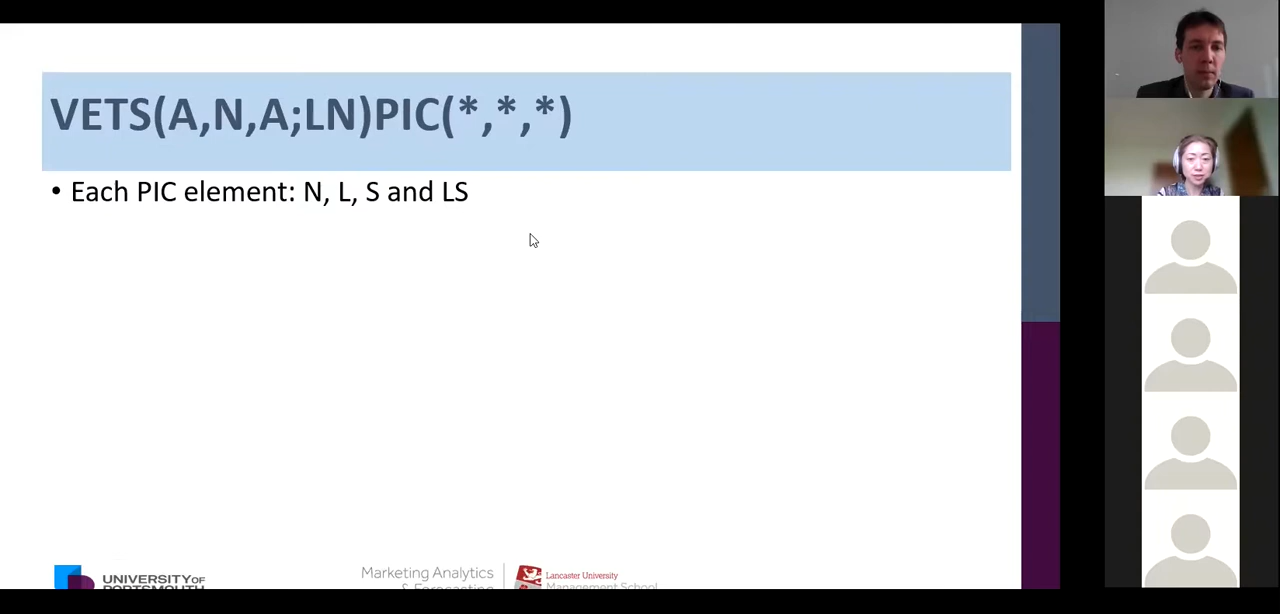 VETS(A,N,A;LN)PIC(*,*,*)
• Each PIC element: N, L, S and LS
UNIVERSITY OF
PORTSMOUTH
Marketing Analytics
& Forecasting
Lancaster University
Management School